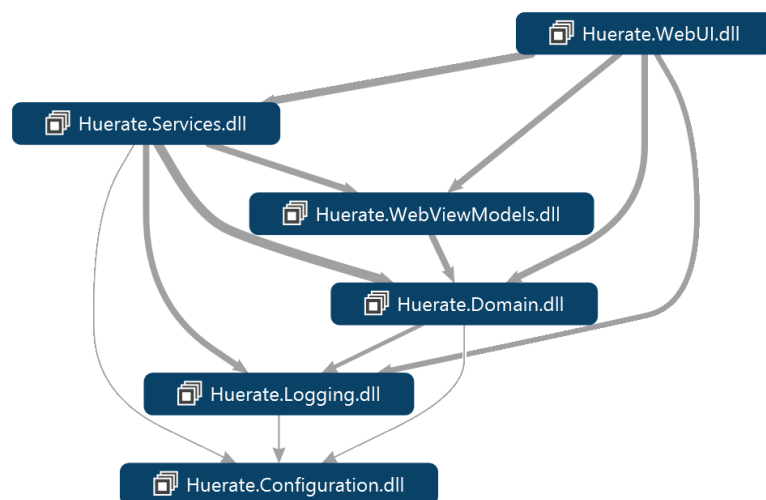 Huerate.WebUI.dll
Huerate.Services.dll
Huerate.WebViewModels.dll
Huerate.Domain.dll
Huerate.Logging.dll
Huerate.Configuration.dll